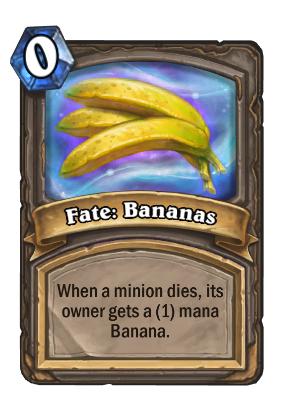 0
Fate: Bananas
When a minion dies, its
owner gets a (1) mana
Banana.